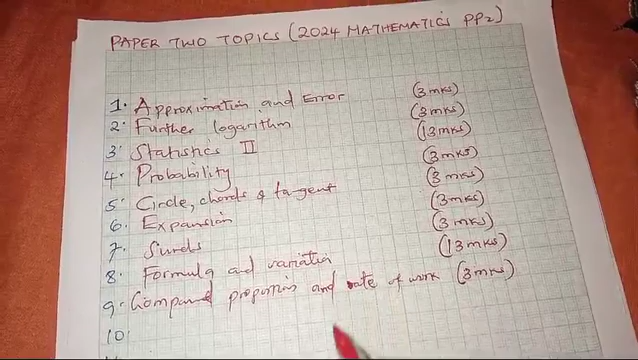 PAPER TWO TOPICS (2024 MATHEMATICS PP2)
1. Approximation and Error (3mks)
2. Further logarithm (3mks)
3. Statistics II (13mks)
4. Probability (3mks)
5. Circle, chords & tangent (3mks)
6. Expansion (3mks)
7. Surds (3mks)
8. Formula and variation (13mks)
9. Compound proportions and rate of work (3mks)
10.